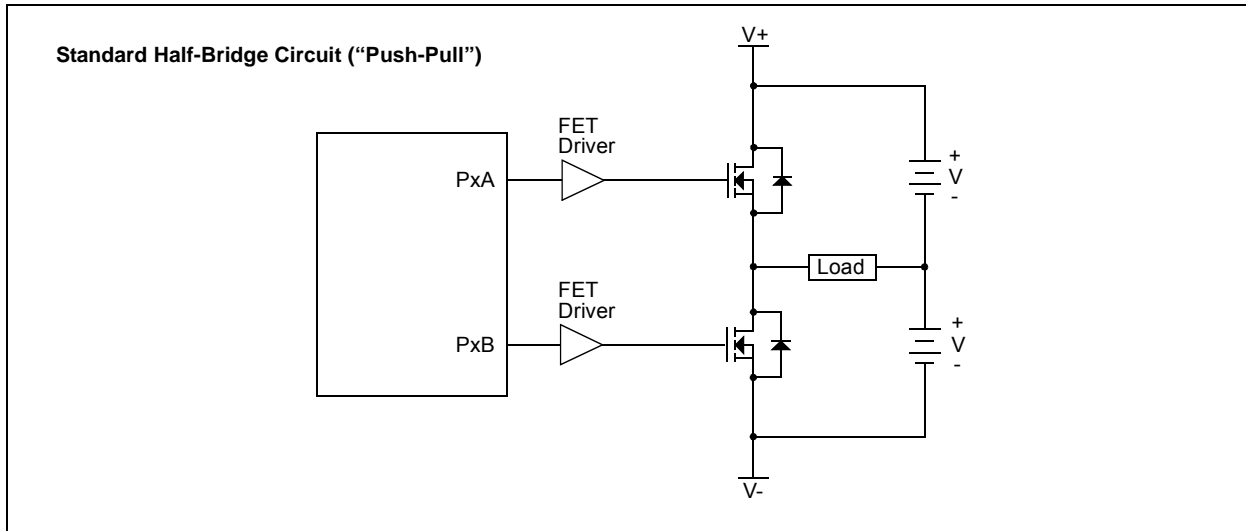 Standard Half-Bridge Circuit (“Push-Pull”)
V+
FET
Driver
PxA
+
V
-
Load
FET
Driver
PxB
+
V
-
V-